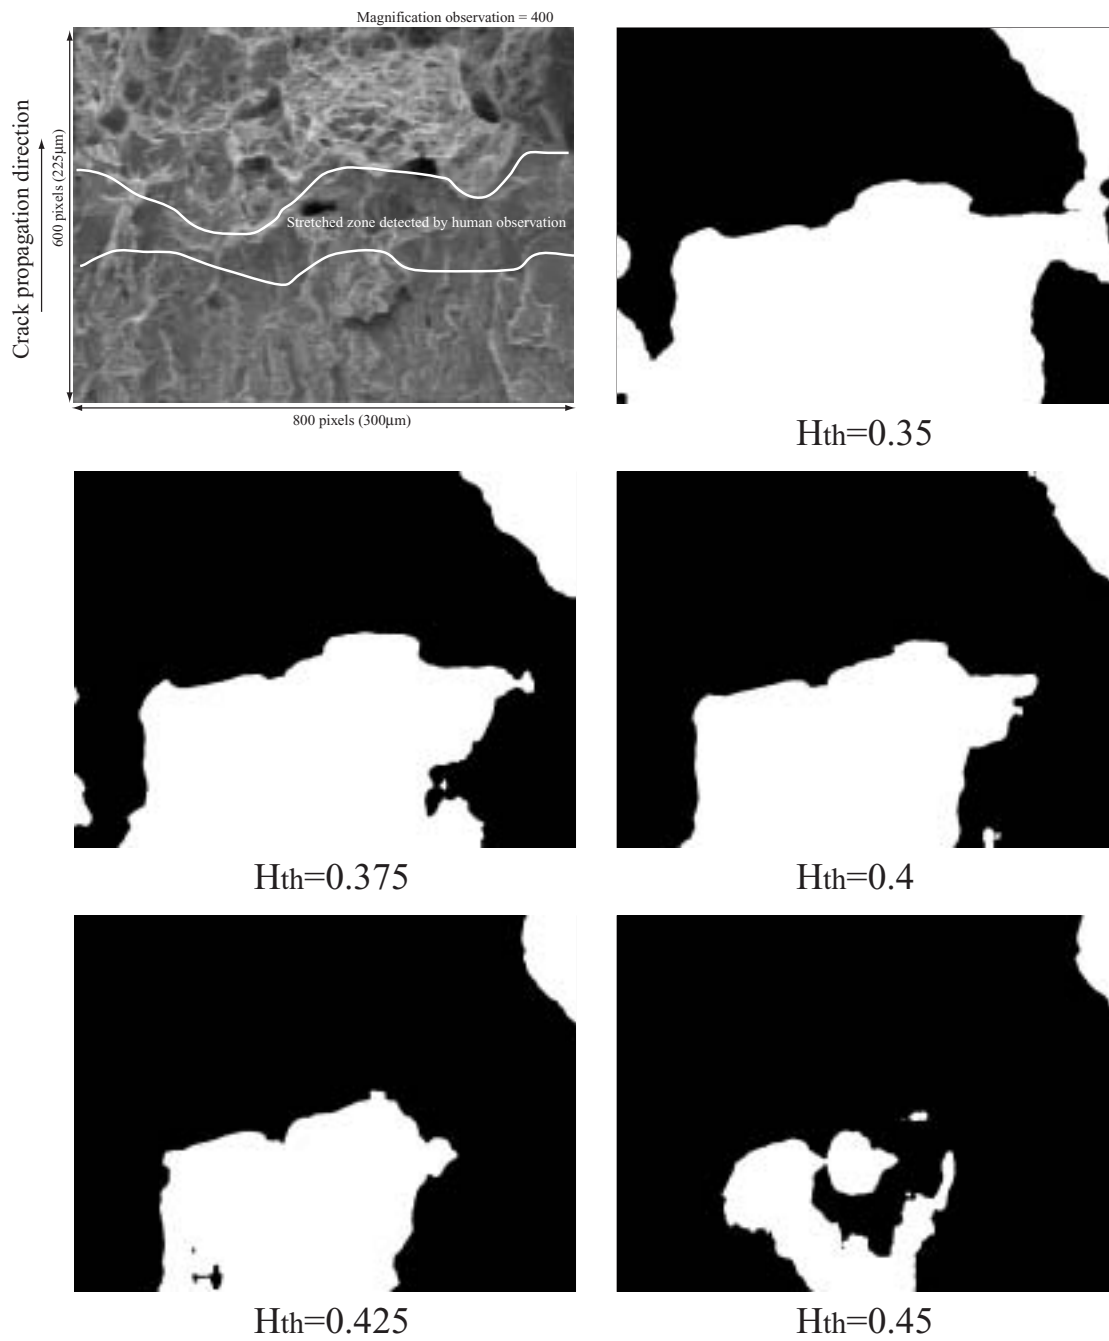 Magnification observation = 400
Crack propagation direction
600 pixels (225µm)
Stretched zone detected by human observation
800 pixels (300µm)
Hth=0.35
Hth=0.375
Hth=0.4
Hth=0.425
Hth=0.45